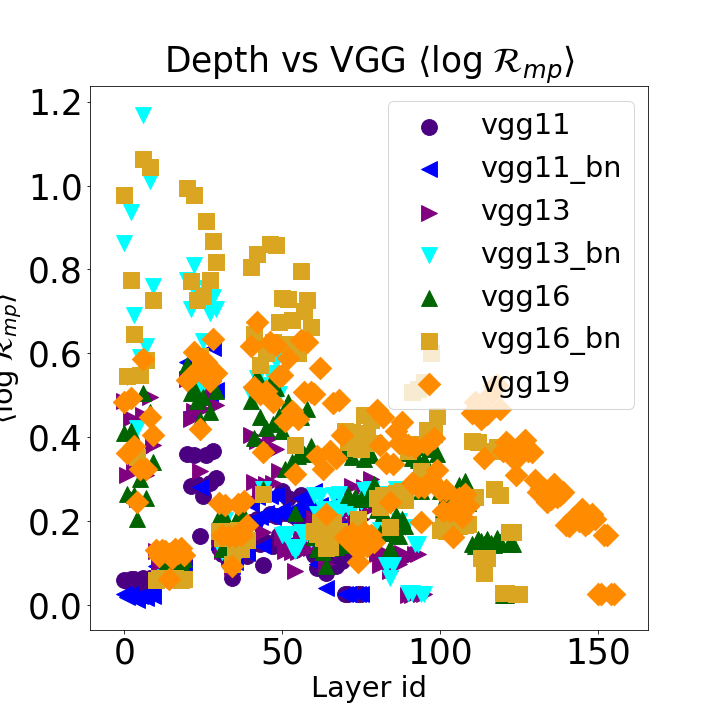 Depth vs VGG ⟨log ℛ_mp⟩
1.2
1.0
0.8
0.6
0.4
0.2
0.0
⟨log ℛ_mp⟩
vgg11
vgg11_bn
vgg13
vgg13_bn
vgg16
vgg16_bn
vgg19
0 50 100 150
Layer id